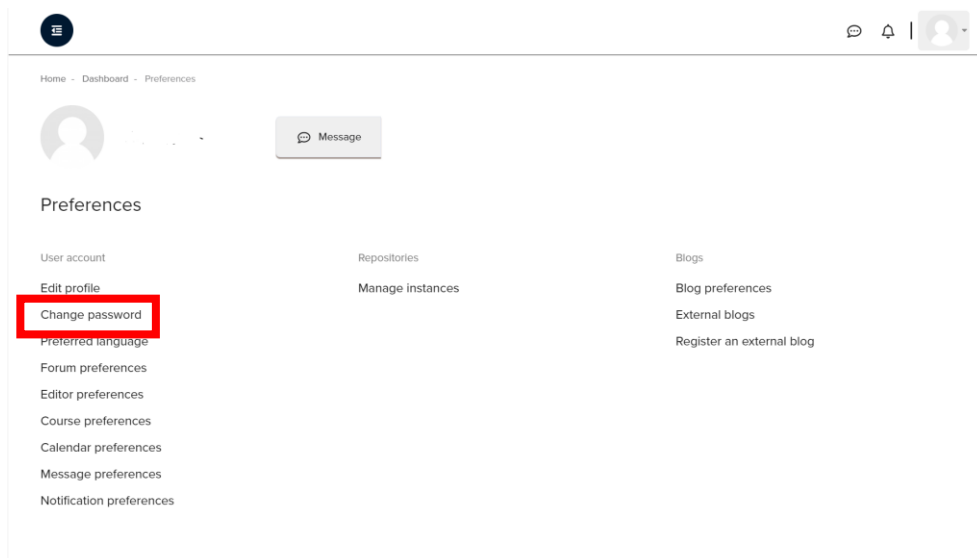 Home - Dashboard - Preferences
Message
Preferences
User account
Edit profile
Change password
Preferred language
Forum preferences
Editor preferences
Course preferences
Calendar preferences
Message preferences
Notification preferences
Repositories
Manage instances
Blogs
Blog preferences
External blogs
Register an external blog